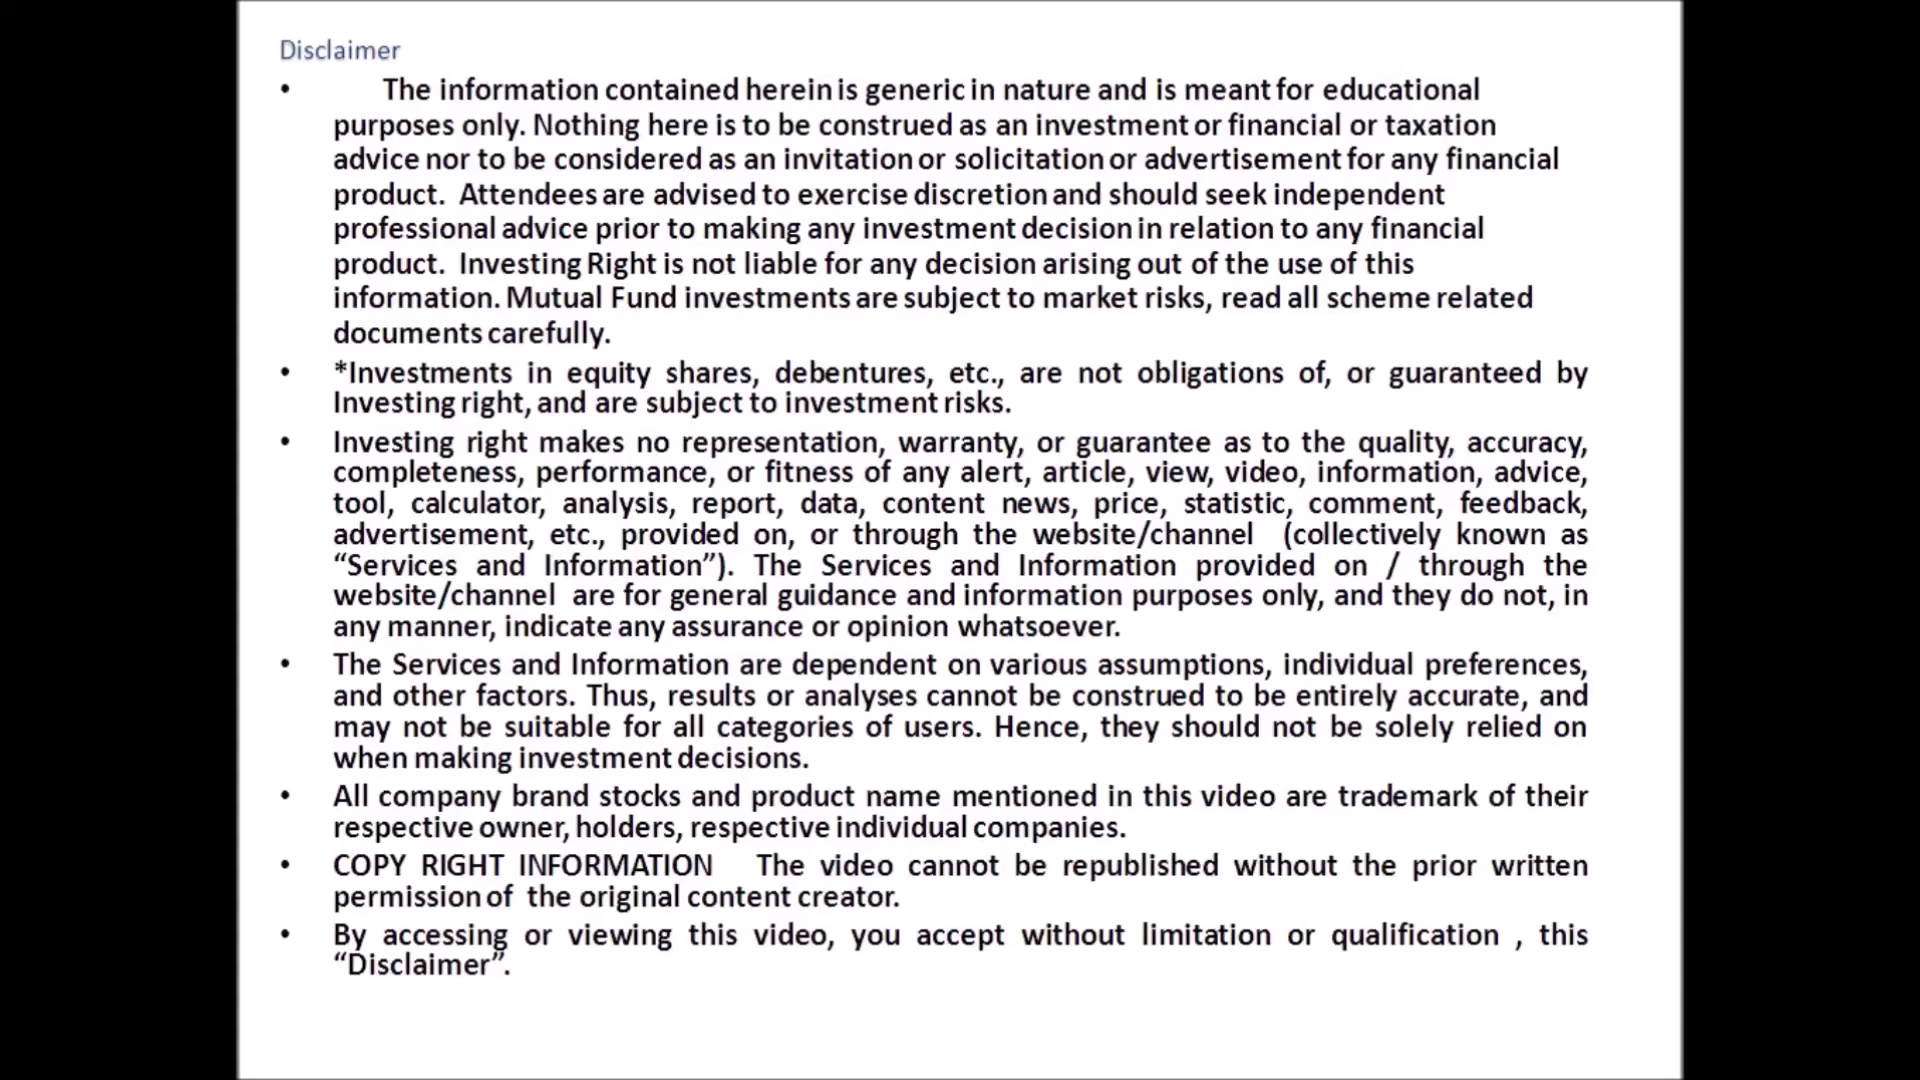 Disclaimer
• The information contained herein is generic in nature and is meant for educational
purposes only. Nothing here is to be construed as an investment or financial or taxation
advice nor to be considered as an invitation or solicitation or advertisement for any financial
product. Attendees are advised to exercise discretion and should seek independent
professional advice prior to making any investment decision in relation to any financial
product. Investing Right is not liable for any decision arising out of the use of this
information. Mutual Fund investments are subject to market risks, read all scheme related
documents carefully.
• *Investments in equity shares, debentures, etc., are not obligations of, or guaranteed by
Investing right, and are subject to investment risks.
• Investing right makes no representation, warranty, or guarantee as to the quality, accuracy,
completeness, performance, or fitness of any alert, article, view, video, information, advice,
tool, calculator, analysis, report, data, content news, price, statistic, comment, feedback,
advertisement, etc., provided on, or through the website/channel (collectively known as
“Services and Information”). The Services and Information provided on / through the
website/channel are for general guidance and information purposes only, and they do not, in
any manner, indicate any assurance or opinion whatsoever.
• The Services and Information are dependent on various assumptions, individual preferences,
and other factors. Thus, results or analyses cannot be construed to be entirely accurate, and
may not be suitable for all categories of users. Hence, they should not be solely relied on
when making investment decisions.
• All company brand stocks and product name mentioned in this video are trademark of their
respective owner, holders, respective individual companies.
• COPY RIGHT INFORMATION The video cannot be republished without the prior written
permission of the original content creator.
• By accessing or viewing this video, you accept without limitation or qualification , this
“Disclaimer”.